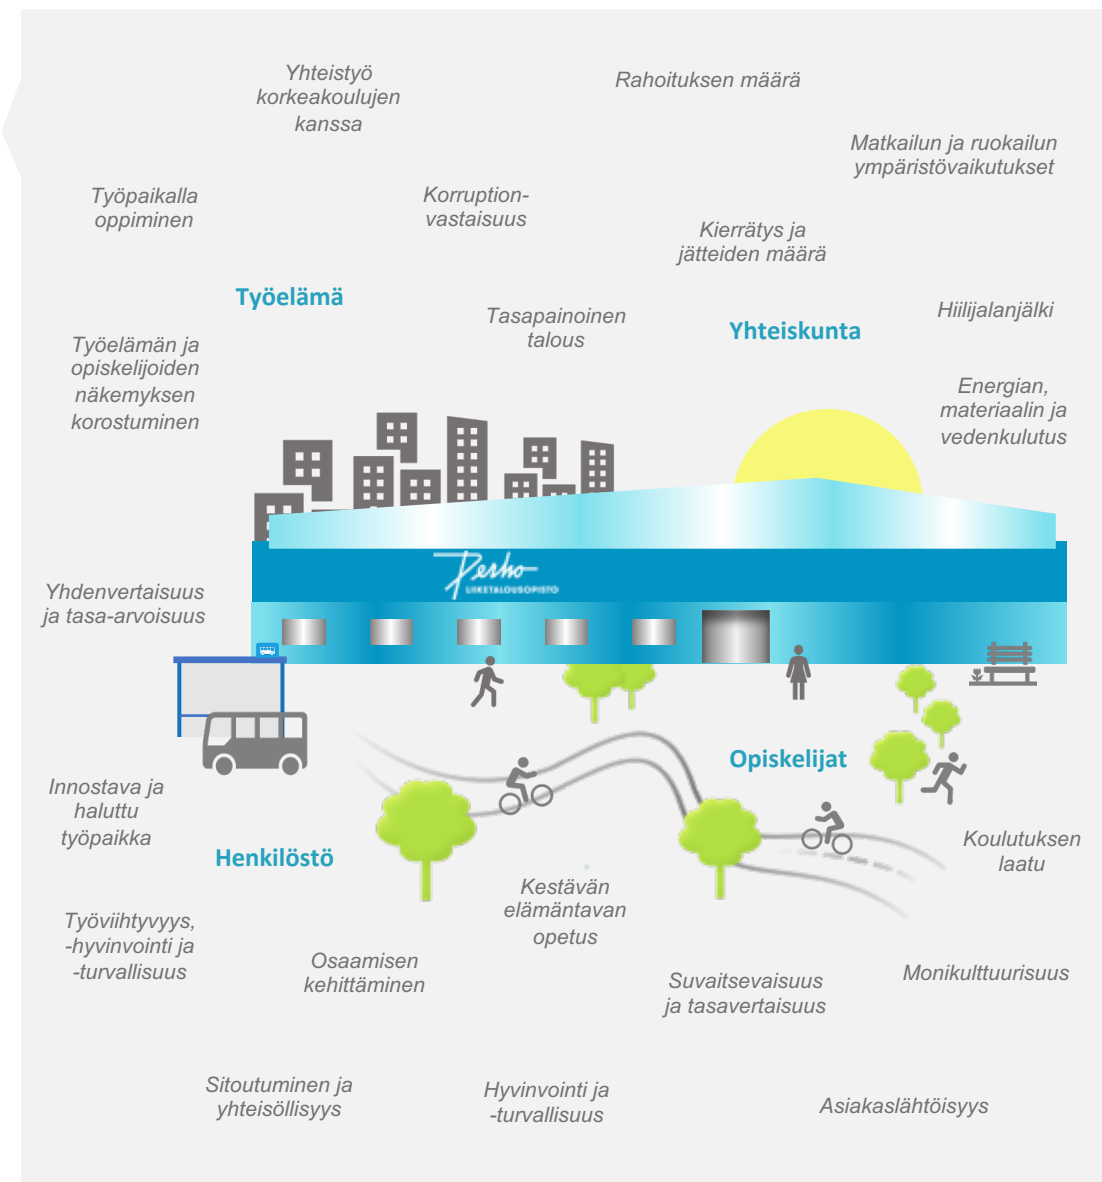 Yhteistyö
korkeakoulujen
kanssa
Rahoituksen määrä
Matkailun ja ruokailun
ympäristövaikutukset
Työpaikalla
oppiminen
Korruption-
vastaisuus
Kierrätys ja
jätteiden määrä
Työelämä
Tasapainoinen
talous
Yhteiskunta
Hiilijalanjälki
Työelämän ja
opiskelijoiden
näkemyksen
korostuminen
Energian,
materiaalin ja
vedenkulutus
Perho
LIIKETALOUSOPISTO
Yhdenvertaisuus
ja tasa-arvoisuus
Opiskelijat
Innostava ja
haluttu
työpaikka
Henkilöstö
Koulutuksen
laatu
Kestävän
elämäntavan
opetus
Työviihtyvyys,
-hyvinvointi ja
-turvallisuus
Osaamisen
kehittäminen
Suvaitsevaisuus
ja tasavertaisuus
Monikulttuurisuus
Sitoutuminen ja
yhteisöllisyys
Hyvinvointi ja
-turvallisuus
Asiakaslähtöisyys